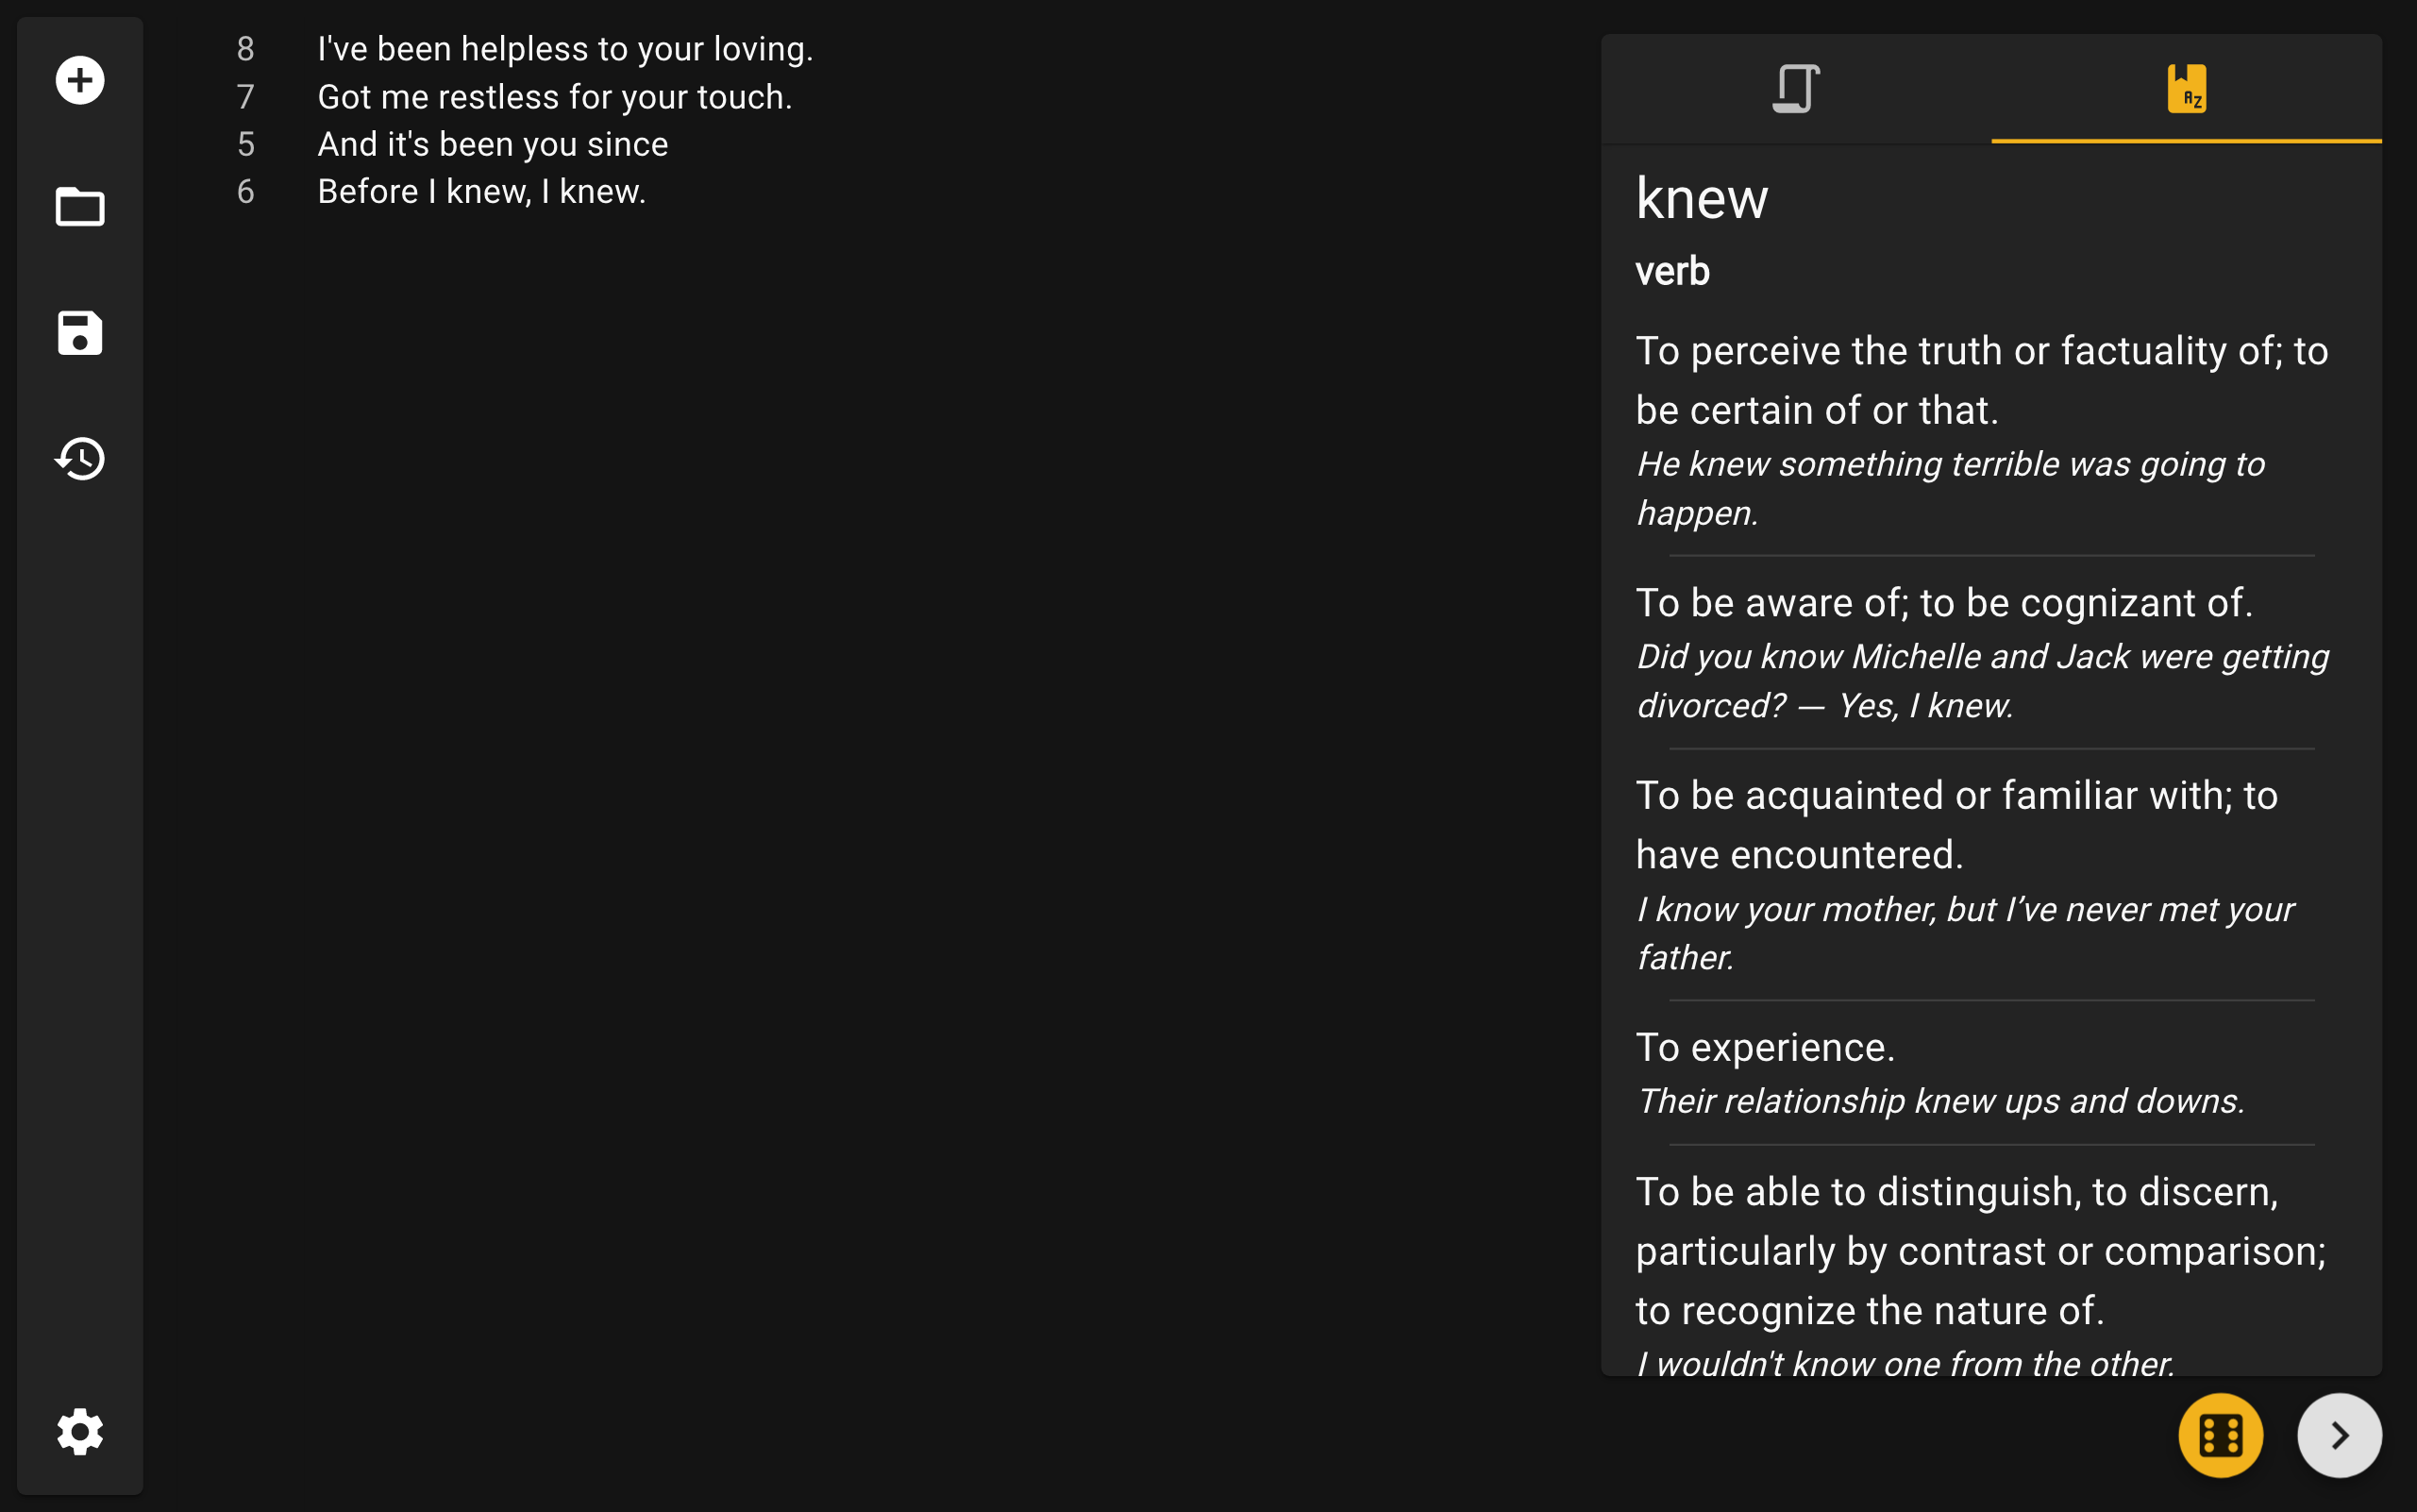 8 I've been helpless to your loving.
7 Got me restless for your touch.
5 And it's been you since
6 Before I knew, I knew.
AZ
knew
verb
To perceive the truth or factuality of; to
be certain of or that.
He knew something terrible was going to
happen.
To be aware of; to be cognizant of.
Did you know Michelle and Jack were getting
divorced? — Yes, I knew.
To be acquainted or familiar with; to
have encountered.
I know your mother, but I’ve never met your
father.
To experience.
Their relationship knew ups and downs.
To be able to distinguish, to discern,
particularly by contrast or comparison;
to recognize the nature of.
I wouldn't know one from the other.